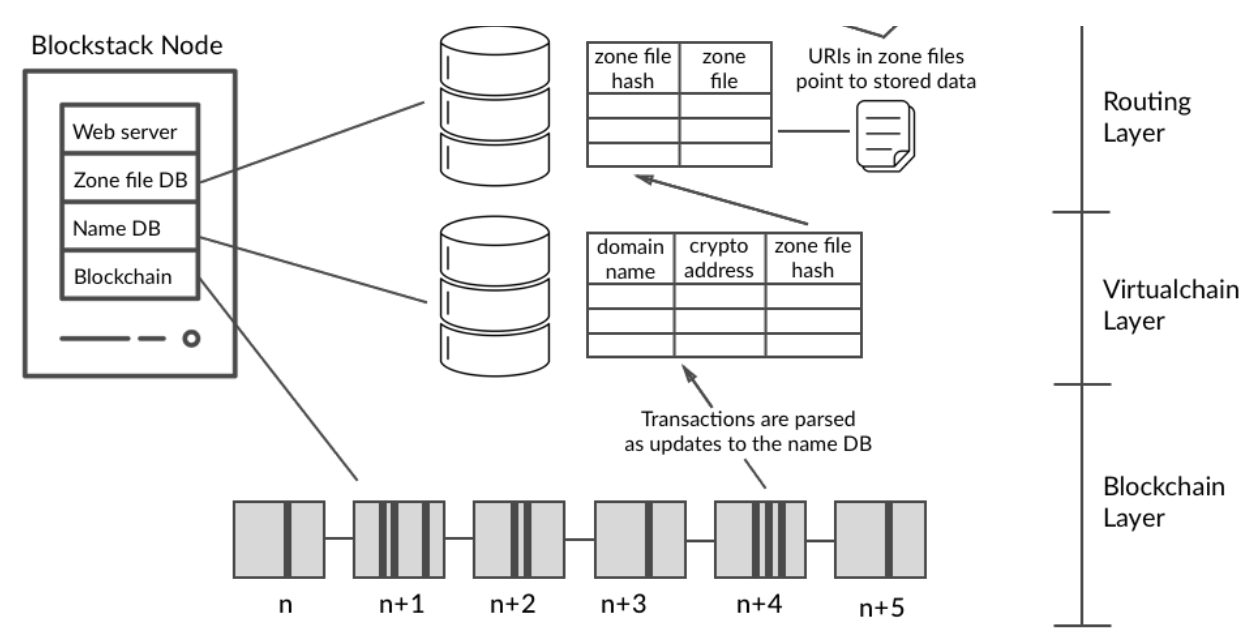 Blockstack Node
Web server
Zone file DB
Name DB
Blockchain
zone file
hash
zone
file
URIs in zone files
point to stored data
domain
name
crypto
address
zone file
hash
Transactions are parsed
as updates to the name DB
n
n+1
n+2
n+3
n+4
n+5
Routing
Layer
Virtualchain
Layer
Blockchain
Layer